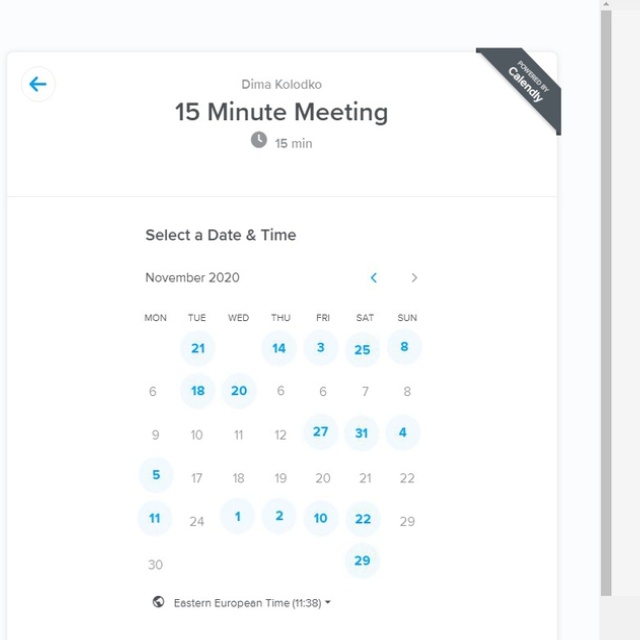 Dima Kolodko
15 Minute Meeting
15 min
POWERED BY
Calendly
Select a Date & Time
November 2020
MON TUE WED THU FRI SAT SUN
21 14 3 25 8
6 18 20 6 6 7 8
9 10 11 12 27 31 4
5 17 18 19 20 21 22
11 24 1 2 10 22 29
30 29
Eastern European Time (11:38)